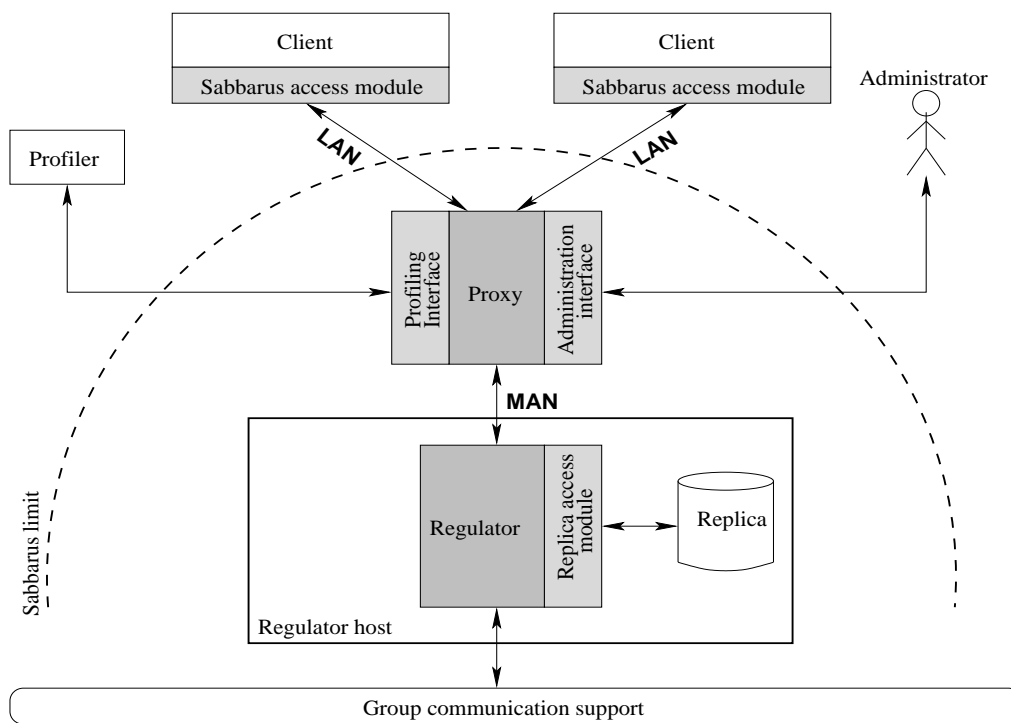 Client
Sabbarus access module
Client
Sabbarus access module
Administrator
LAN
LAN
Profiler
Profiling
Interface
Proxy
Administration
interface
MAN
Sabbarus limit
Regulator
Replica access
module
Replica
Regulator host
Group communication support